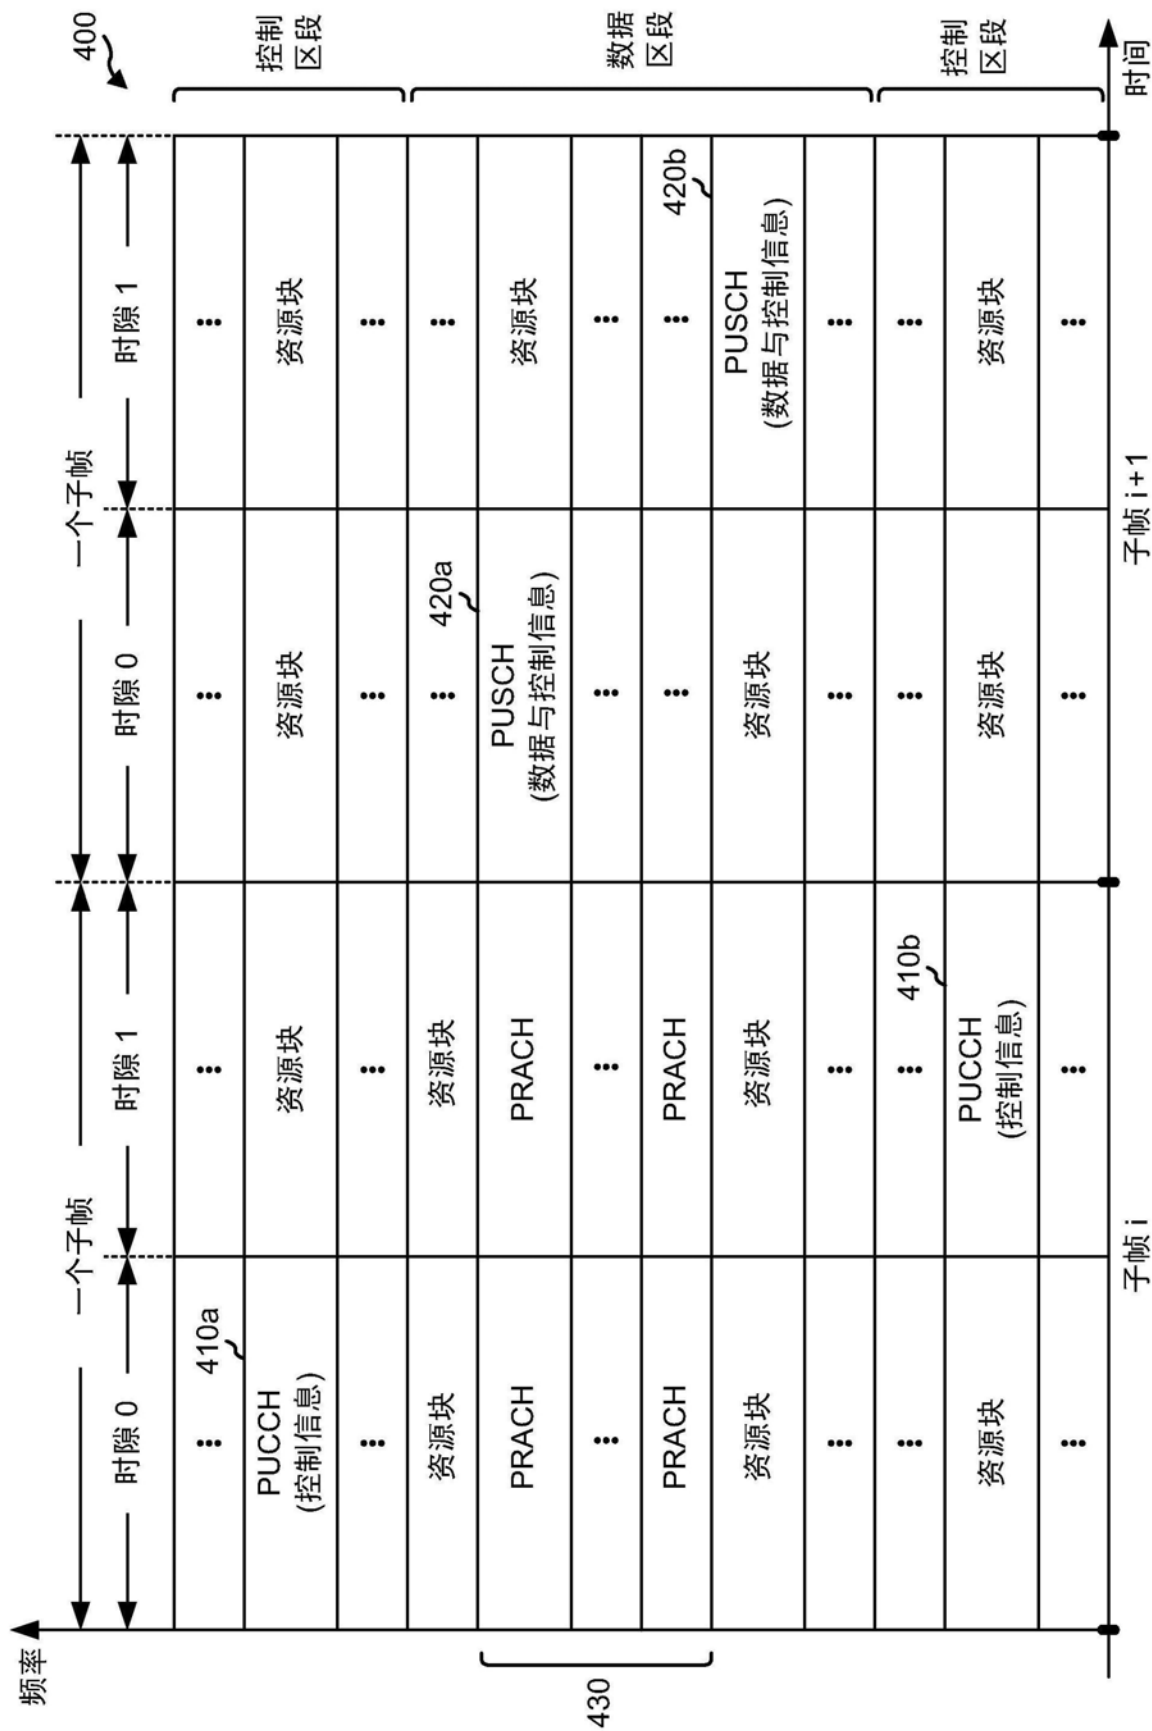 400
频率
一个子帧
一个子帧
时隙 0
时隙 1
时隙 0
时隙 1
...
410a
...
...
...
PUCCH
(控制信息)
资源块
资源块
资源块
控制
区段
...
...
...
...
资源块
资源块
...
420a
...
PRACH
PRACH
PUSCH
(数据与控制信息)
资源块
430
...
...
...
...
数据
区段
PRACH
PRACH
...
...
420b
资源块
资源块
资源块
PUSCH
(数据与控制信息)
...
...
...
...
...
...
410b
...
...
资源块
PUCCH
(控制信息)
资源块
资源块
控制
区段
...
...
...
...
子帧 i
子帧 i+1
时间